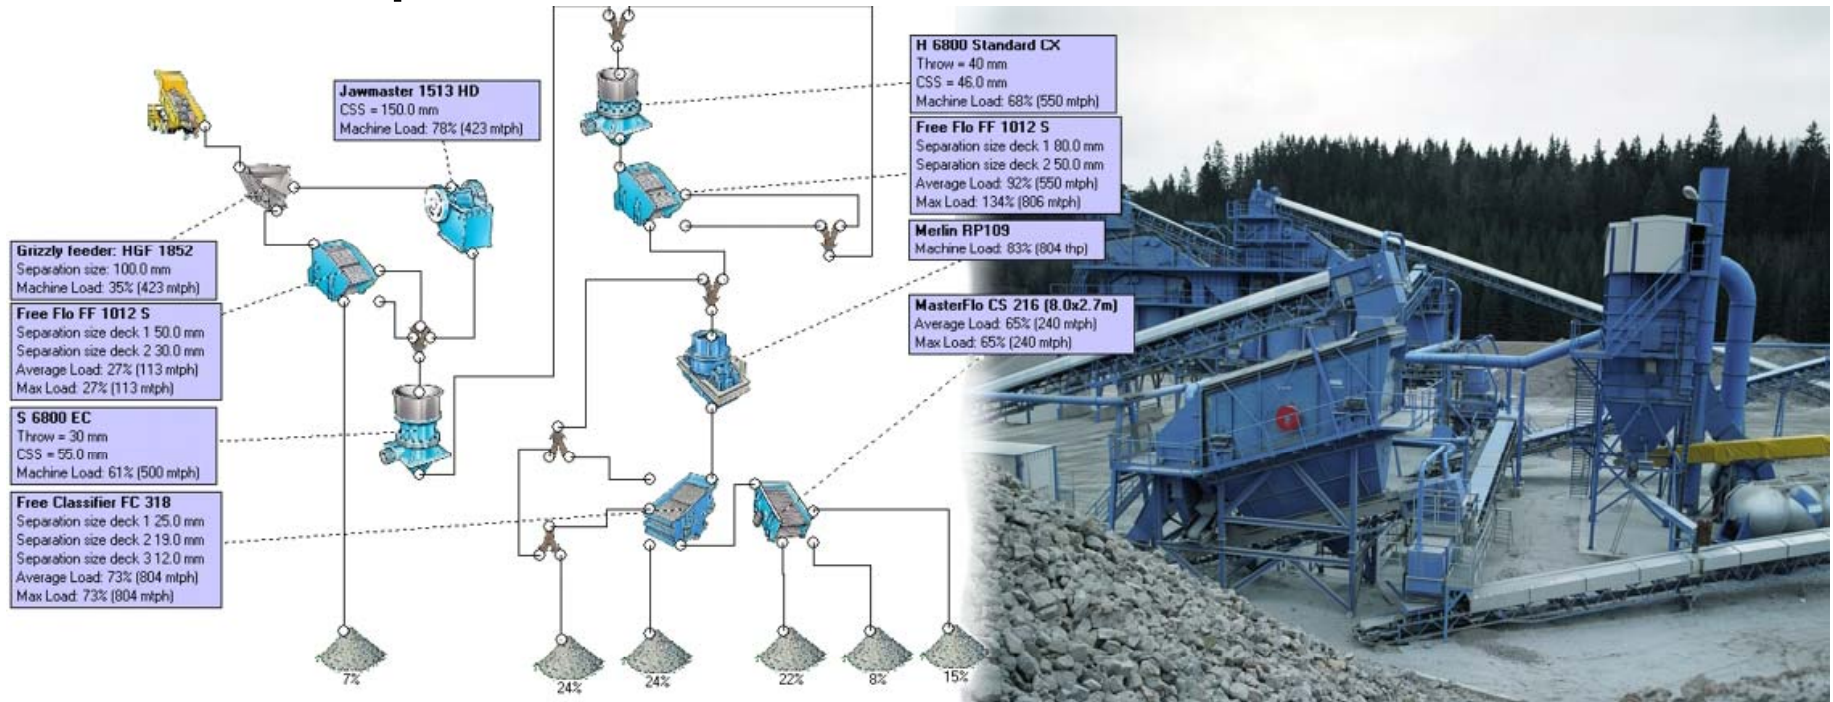 Jawmaster 1513 HD
CSS = 150.0 mm
Machine Load: 78% (423 mtph)
H 6800 Standard CX
Throw = 40 mm
CSS = 46.0 mm
Machine Load: 68% (550 mtph)
Free Flo FF 1012 S
Separation size deck 1 80.0 mm
Separation size deck 2 50.0 mm
Average Load: 92% (550 mtph)
Max Load: 134% (806 mtph)
Merlin RP109
Machine Load: 83% (804 thp)
MasterFlo CS 216 (8.0x2.7m)
Average Load: 65% (240 mtph)
Max Load: 65% (240 mtph)
Grizzly feeder: HGF 1852
Separation size: 100.0 mm
Machine Load: 35% (423 mtph)
Free Flo FF 1012 S
Separation size deck 1 50.0 mm
Separation size deck 2 30.0 mm
Average Load: 27% (113 mtph)
Max Load: 27% (113 mtph)
S 6800 EC
Throw = 30 mm
CSS = 55.0 mm
Machine Load: 61% (500 mtph)
Free Classifier FC 318
Separation size deck 1 25.0 mm
Separation size deck 2 19.0 mm
Separation size deck 3 12.0 mm
Average Load: 73% (804 mtph)
Max Load: 73% (804 mtph)
7%
24%
24%
22%
8%
15%